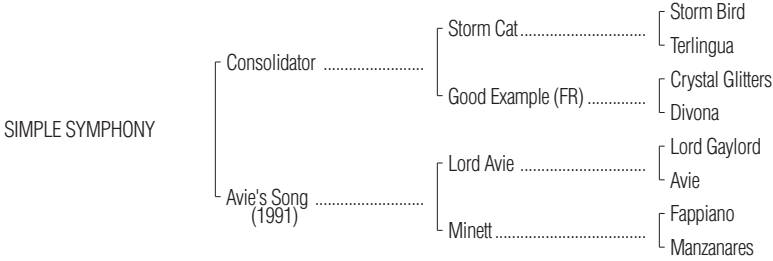 Storm Bird
Storm Cat..............................
Terlingua
Consolidator ........................
Crystal Glitters
Good Example (FR) ..............
Divona
SIMPLE SYMPHONY
Lord Gaylord
Lord Avie ..............................
Avie
Avie's Song ..........................
(1991)
Fappiano
Minett....................................
Manzanares